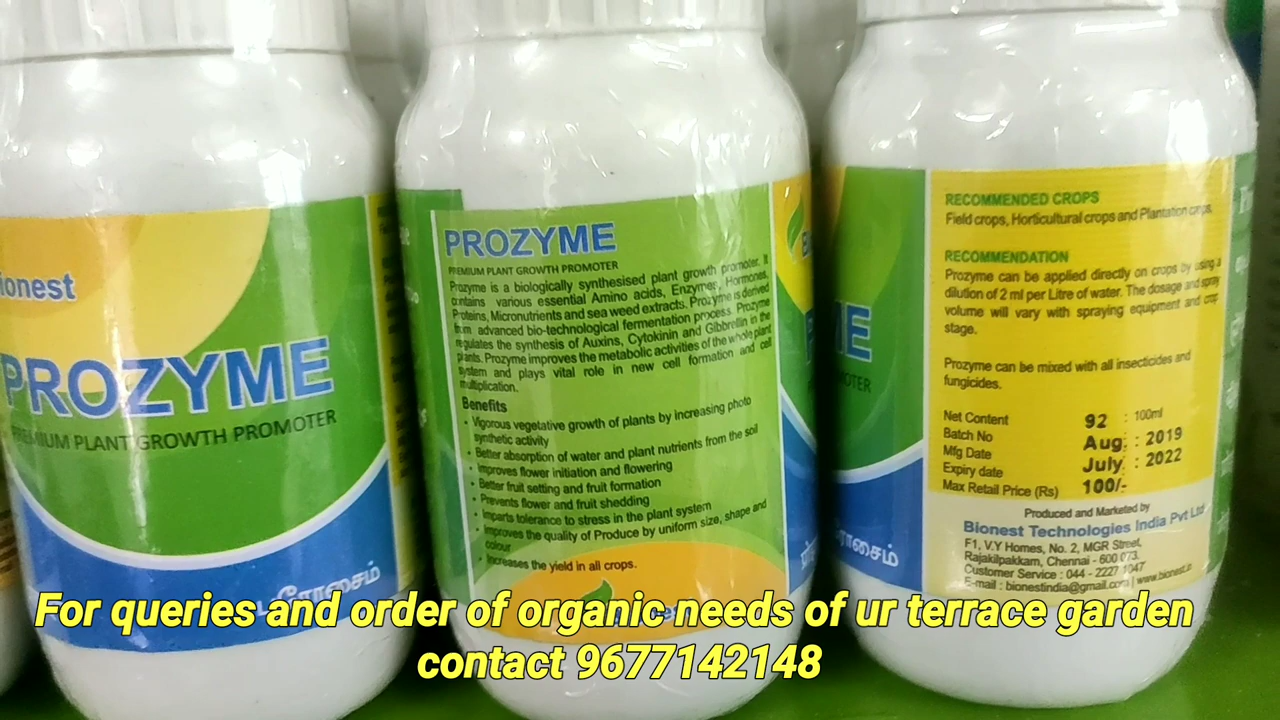 ionest
PROZYME
PREMIUM PLANT GROWTH PROMOTER
PROZYME
PREMIUM PLANT GROWTH PROMOTER
Prozyme is a biologically synthesised plant growth promoter. It
contains various essential Amino acids, Enzymes, Hormones,
Proteins, Micronutrients and sea weed extracts. Prozyme is derived
from advanced bio-technological fermentation process. Prozyme
regulates the synthesis of Auxins, Cytokinin and Gibbrellin in the
plants. Prozyme improves the metabolic activities of the whole plant
system and plays vital role in new cell formation and cell
multiplication.
Benefits
• Vigorous vegetative growth of plants by increasing photo
synthetic activity
• Better absorption of water and plant nutrients from the soil
• Improves flower initiation and flowering
• Better fruit setting and fruit formation
• Prevents flower and fruit shedding
• Imparts tolerance to stress in the plant system
• Improves the quality of Produce by uniform size, shape and
colour
• Increases the yield in all crops.
ME
MOTER
RECOMMENDED CROPS
Field crops, Horticultural crops and Plantation crops.
RECOMMENDATION
Prozyme can be applied directly on crops by using a
dilution of 2 ml per Litre of water. The dosage and spray
volume will vary with spraying equipment and crop
stage.
Prozyme can be mixed with all insecticides and
fungicides.
Net Content : 100ml
Batch No 92
Mfg Date Aug : 2019
Expiry date July : 2022
Max Retail Price (Rs) 100/-
Produced and Marketed by
Bionest Technologies India Pvt Ltd
F1, V.Y Homes, No. 2, MGR Street,
Rajakilpakkam, Chennai - 600 073.
Customer Service : 044 - 2227 1047
E-mail : bionestindia@gmail.com | www.bionest.in
For queries and order of organic needs of ur terrace garden
contact 9677142148